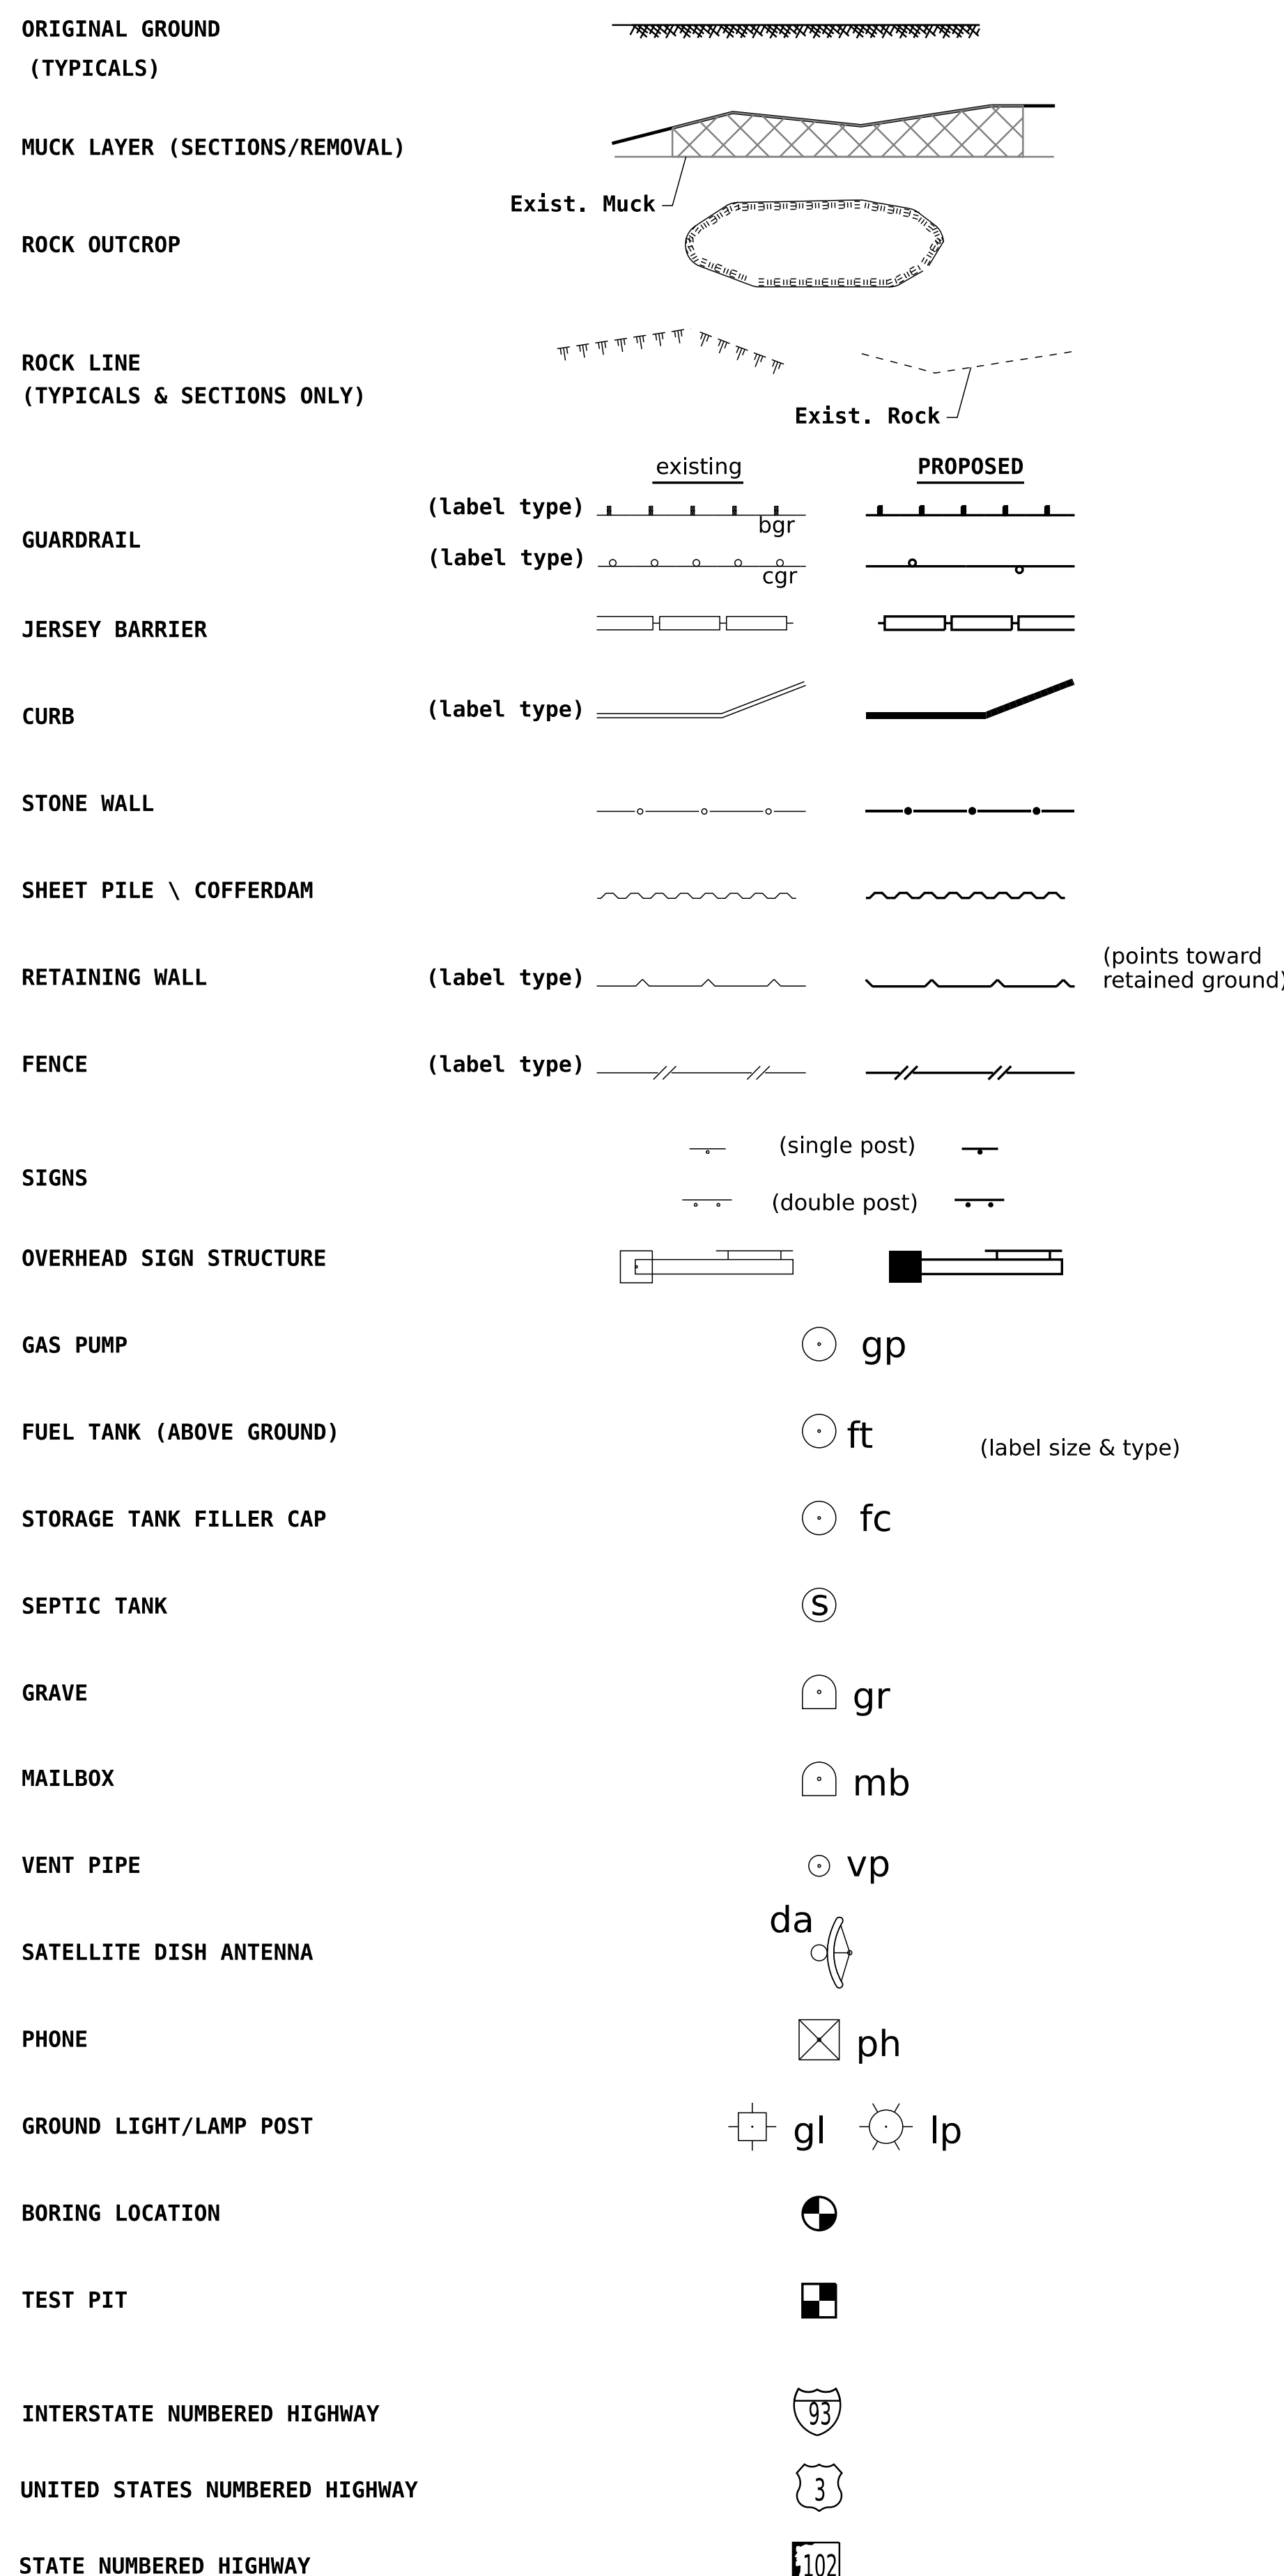 ORIGINAL GROUND
(TYPICALS)
MUCK LAYER (SECTIONS/REMOVAL)
Exist. Muck
ROCK OUTCROP
ROCK LINE
(TYPICALS & SECTIONS ONLY)
Exist. Rock
existing PROPOSED
(label type)
bgr
GUARDRAIL
(label type)
cgr
JERSEY BARRIER
CURB (label type)
STONE WALL
SHEET PILE \ COFFERDAM
(points toward
RETAINING WALL (label type) retained ground)
FENCE (label type)
(single post)
SIGNS
(double post)
OVERHEAD SIGN STRUCTURE
GAS PUMP gp
FUEL TANK (ABOVE GROUND) ft (label size & type)
STORAGE TANK FILLER CAP fc
SEPTIC TANK s
GRAVE gr
MAILBOX mb
VENT PIPE vp
da
SATELLITE DISH ANTENNA
PHONE ph
GROUND LIGHT/LAMP POST gl lp
BORING LOCATION
TEST PIT
INTERSTATE NUMBERED HIGHWAY 93
UNITED STATES NUMBERED HIGHWAY 3
STATE NUMBERED HIGHWAY 102